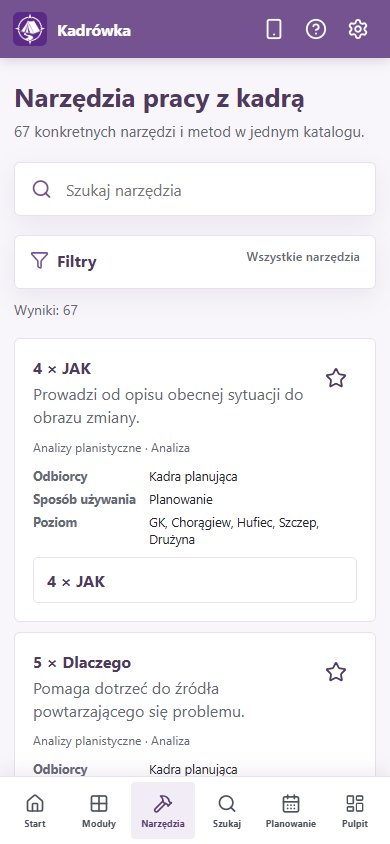 Kadrówka
Narzędzia pracy z kadrą
67 konkretnych narzędzi i metod w jednym katalogu.
Szukaj narzędzia
Filtry
Wszystkie narzędzia
Wyniki: 67
4 × JAK
Prowadzi od opisu obecnej sytuacji do
obrazu zmiany.
Analizy planistyczne · Analiza
Odbiorcy Kadra planująca
Sposób używania Planowanie
Poziom GK, Chorągiew, Hufiec, Szczep,
Drużyna
4 × JAK
5 × Dlaczego
Pomaga dotrzeć do źródła
powtarzającego się problemu.
Analizy planistyczne · Analiza
Odbiorcy Kadra planująca
Start
Moduły
Narzędzia
Szukaj
Planowanie
Pulpit